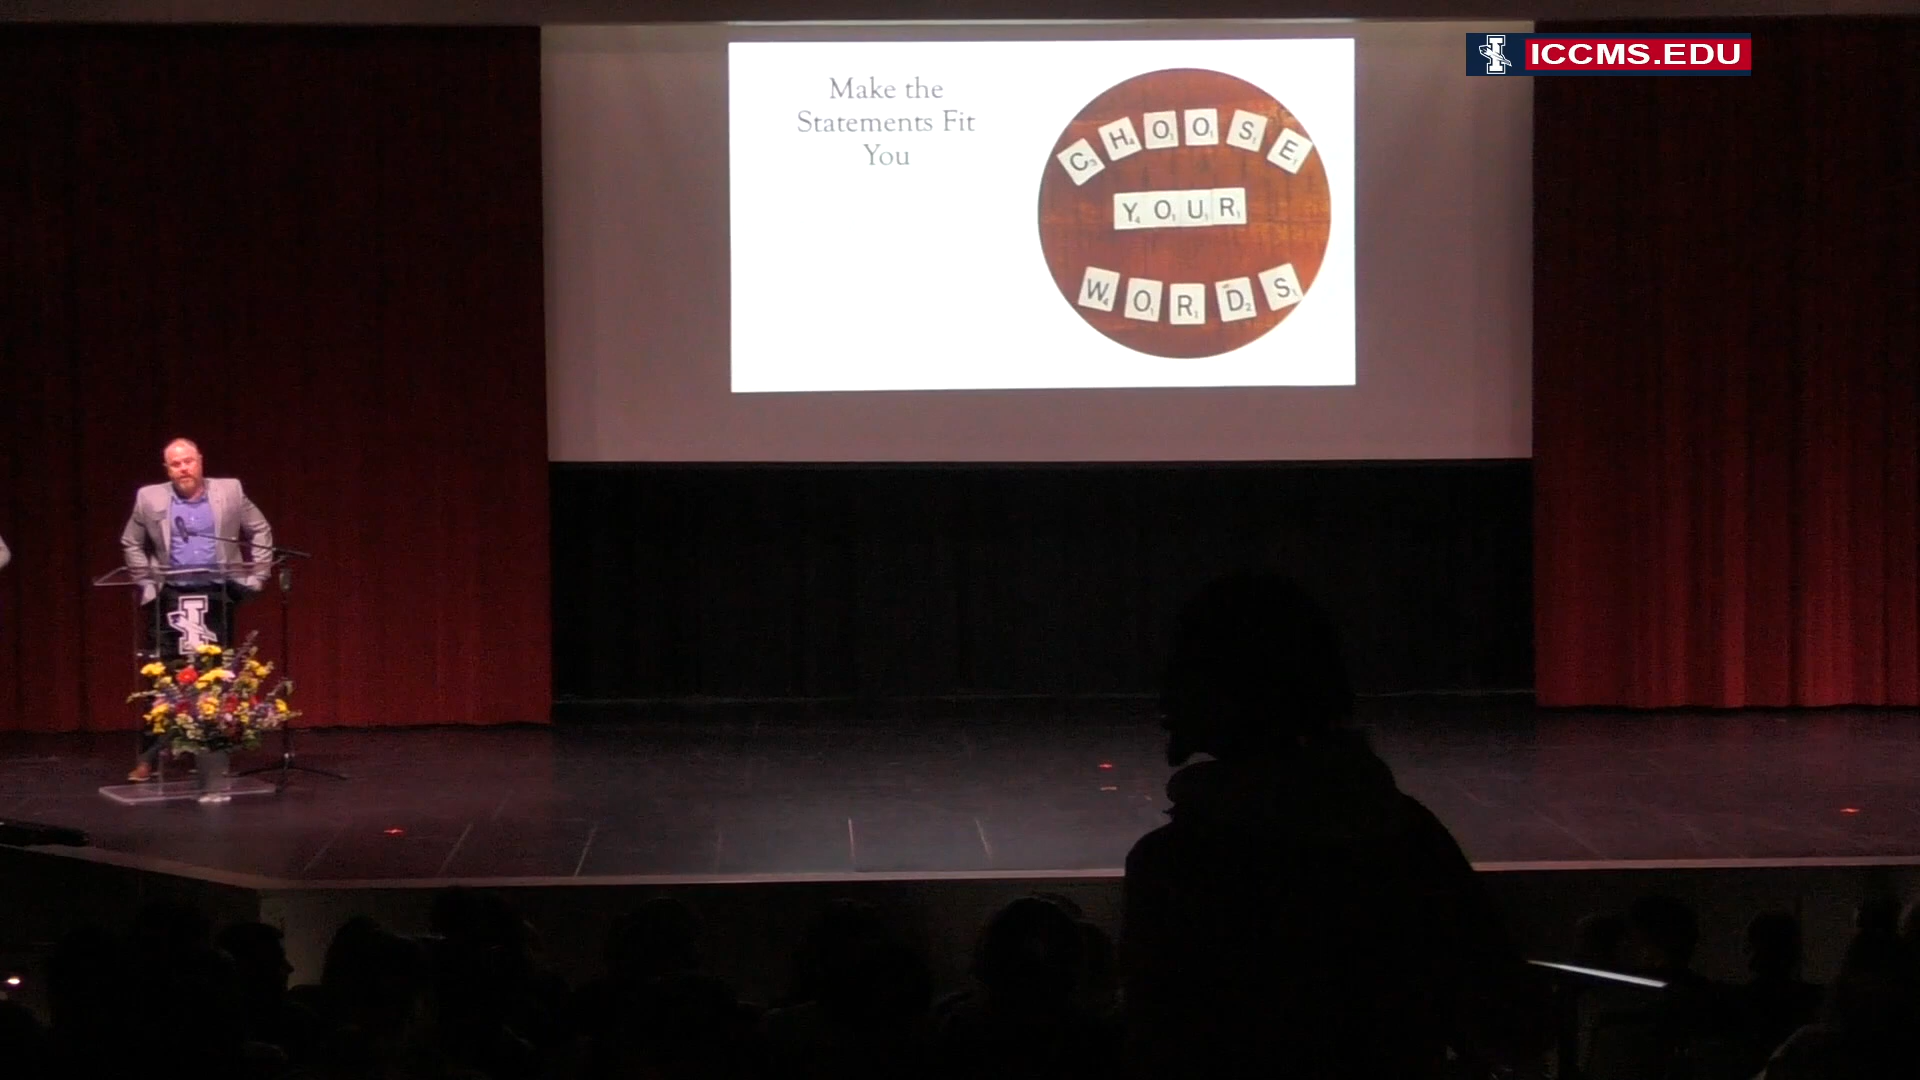 Make the
Statements Fit
You
CHOOSE
YOUR
WORDS
I ICCMS.EDU
I